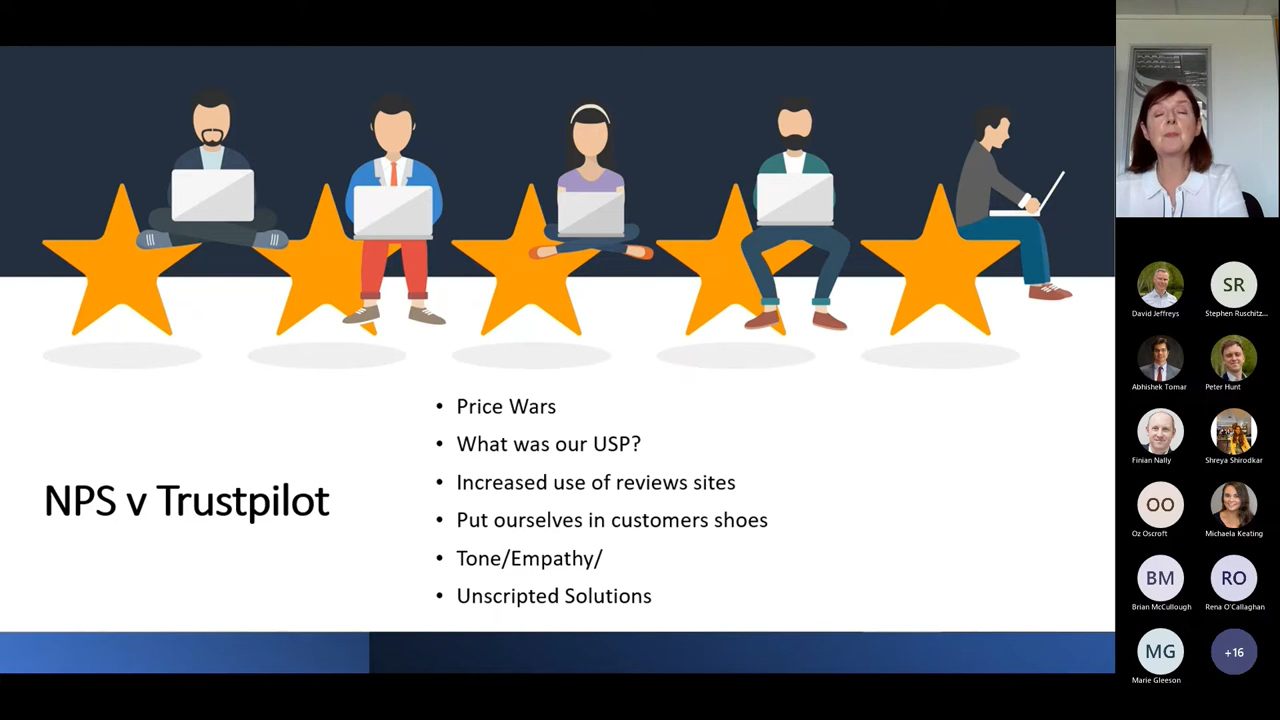 NPS v Trustpilot
• Price Wars
• What was our USP?
• Increased use of reviews sites
• Put ourselves in customers shoes
• Tone/Empathy/
• Unscripted Solutions
David Jeffreys
SR
Stephen Ruschitz...
Abhishek Tomar
Peter Hunt
Finian Nally
Shreya Shirodkar
OO
Oz Oscroft
Michaela Keating
BM
Brian McCullough
RO
Rena O'Callaghan
MG
Marie Gleeson
+16